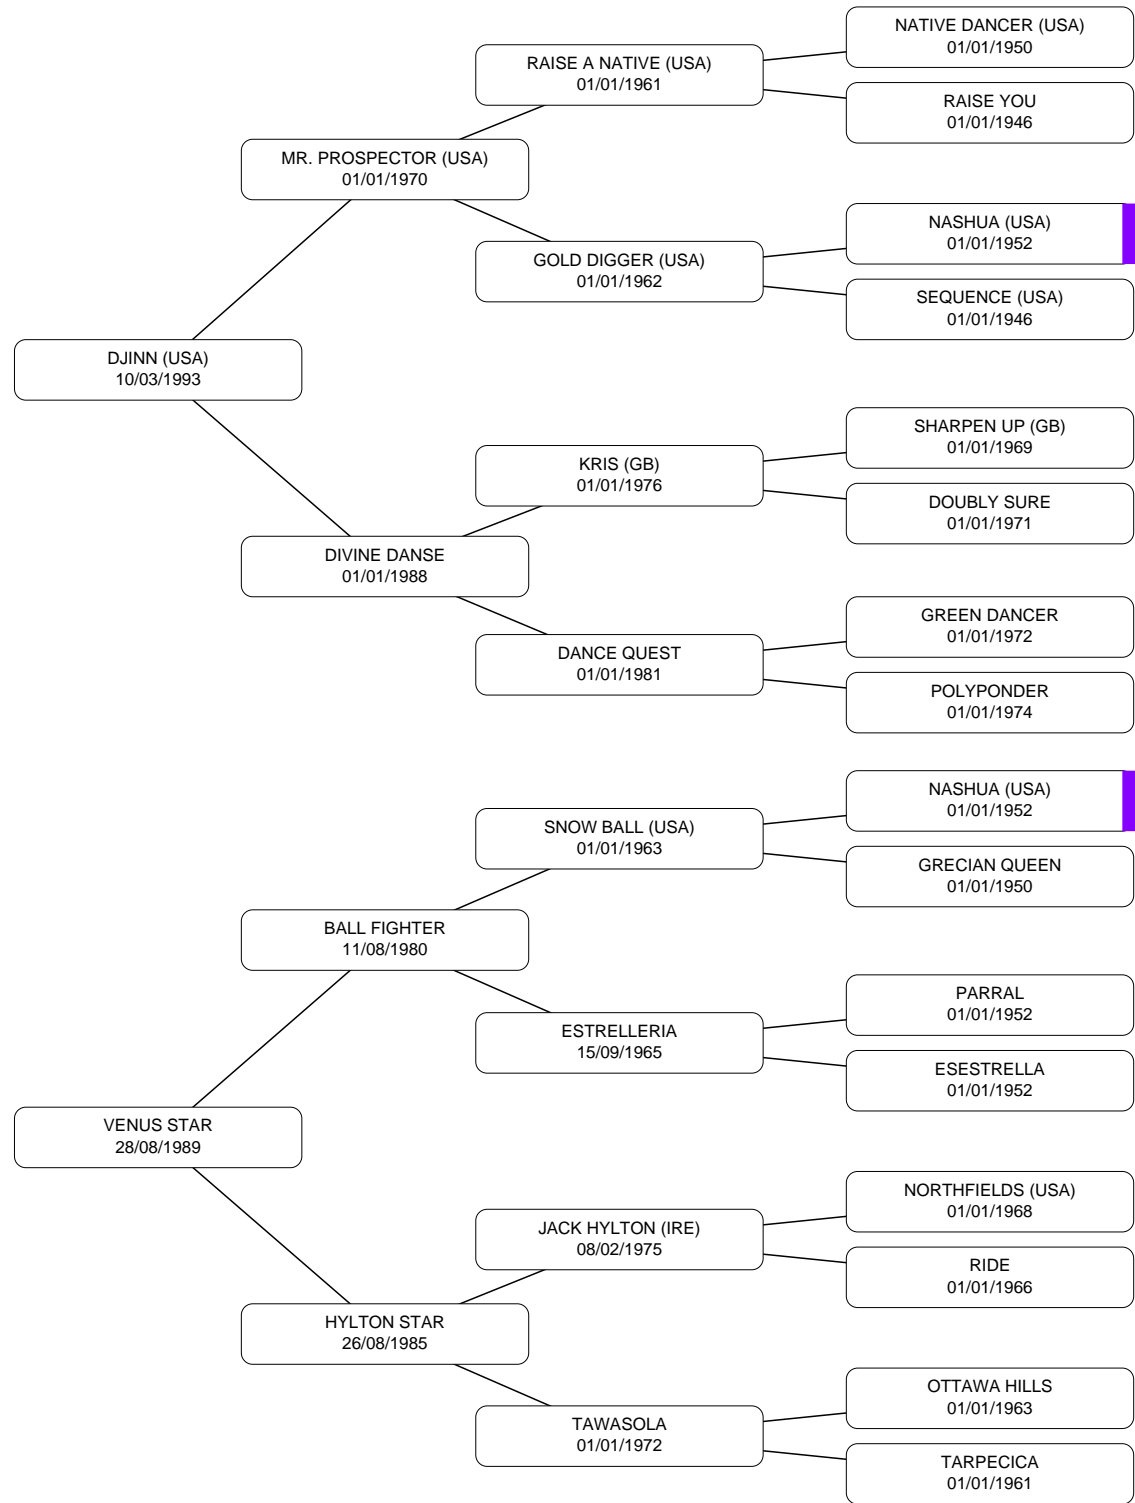 NATIVE DANCER (USA)
01/01/1950
RAISE A NATIVE (USA)
01/01/1961
RAISE YOU
01/01/1946
MR. PROSPECTOR (USA)
01/01/1970
NASHUA (USA)
01/01/1952
GOLD DIGGER (USA)
01/01/1962
SEQUENCE (USA)
01/01/1946
DJINN (USA)
10/03/1993
SHARPEN UP (GB)
01/01/1969
KRIS (GB)
01/01/1976
DOUBLY SURE
01/01/1971
DIVINE DANSE
01/01/1988
GREEN DANCER
01/01/1972
DANCE QUEST
01/01/1981
POLYPONDER
01/01/1974
NASHUA (USA)
01/01/1952
SNOW BALL (USA)
01/01/1963
GRECIAN QUEEN
01/01/1950
BALL FIGHTER
11/08/1980
PARRAL
01/01/1952
ESTRELLERIA
15/09/1965
ESESTRELLA
01/01/1952
VENUS STAR
28/08/1989
NORTHFIELDS (USA)
01/01/1968
JACK HYLTON (IRE)
08/02/1975
RIDE
01/01/1966
HYLTON STAR
26/08/1985
OTTAWA HILLS
01/01/1963
TAWASOLA
01/01/1972
TARPECICA
01/01/1961